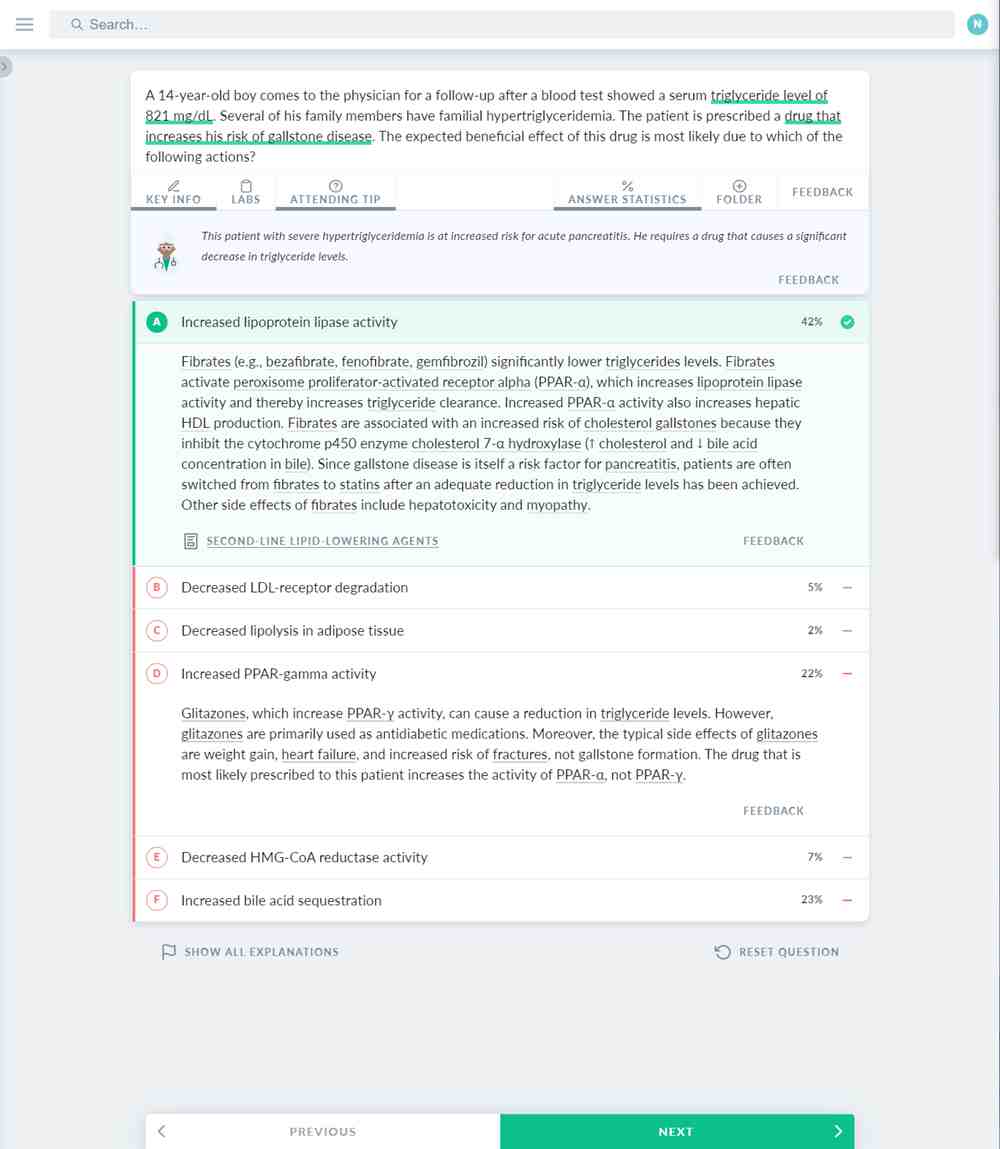 Search…
N
A 14-year-old boy comes to the physician for a follow-up after a blood test showed a serum triglyceride level of
821 mg/dL. Several of his family members have familial hypertriglyceridemia. The patient is prescribed a drug that
increases his risk of gallstone disease. The expected beneficial effect of this drug is most likely due to which of the
following actions?
KEY INFO LABS ATTENDING TIP ANSWER STATISTICS FOLDER FEEDBACK
This patient with severe hypertriglyceridemia is at increased risk for acute pancreatitis. He requires a drug that causes a significant
decrease in triglyceride levels.
FEEDBACK
A Increased lipoprotein lipase activity 42%
Fibrates (e.g., bezafibrate, fenofibrate, gemfibrozil) significantly lower triglycerides levels. Fibrates
activate peroxisome proliferator-activated receptor alpha (PPAR-α), which increases lipoprotein lipase
activity and thereby increases triglyceride clearance. Increased PPAR-α activity also increases hepatic
HDL production. Fibrates are associated with an increased risk of cholesterol gallstones because they
inhibit the cytochrome p450 enzyme cholesterol 7-α hydroxylase (↑ cholesterol and ↓ bile acid
concentration in bile). Since gallstone disease is itself a risk factor for pancreatitis, patients are often
switched from fibrates to statins after an adequate reduction in triglyceride levels has been achieved.
Other side effects of fibrates include hepatotoxicity and myopathy.
SECOND-LINE LIPID-LOWERING AGENTS FEEDBACK
B Decreased LDL-receptor degradation 5%
C Decreased lipolysis in adipose tissue 2%
D Increased PPAR-gamma activity 22%
Glitazones, which increase PPAR-γ activity, can cause a reduction in triglyceride levels. However,
glitazones are primarily used as antidiabetic medications. Moreover, the typical side effects of glitazones
are weight gain, heart failure, and increased risk of fractures, not gallstone formation. The drug that is
most likely prescribed to this patient increases the activity of PPAR-α, not PPAR-γ.
FEEDBACK
E Decreased HMG-CoA reductase activity 7%
F Increased bile acid sequestration 23%
SHOW ALL EXPLANATIONS RESET QUESTION
PREVIOUS NEXT